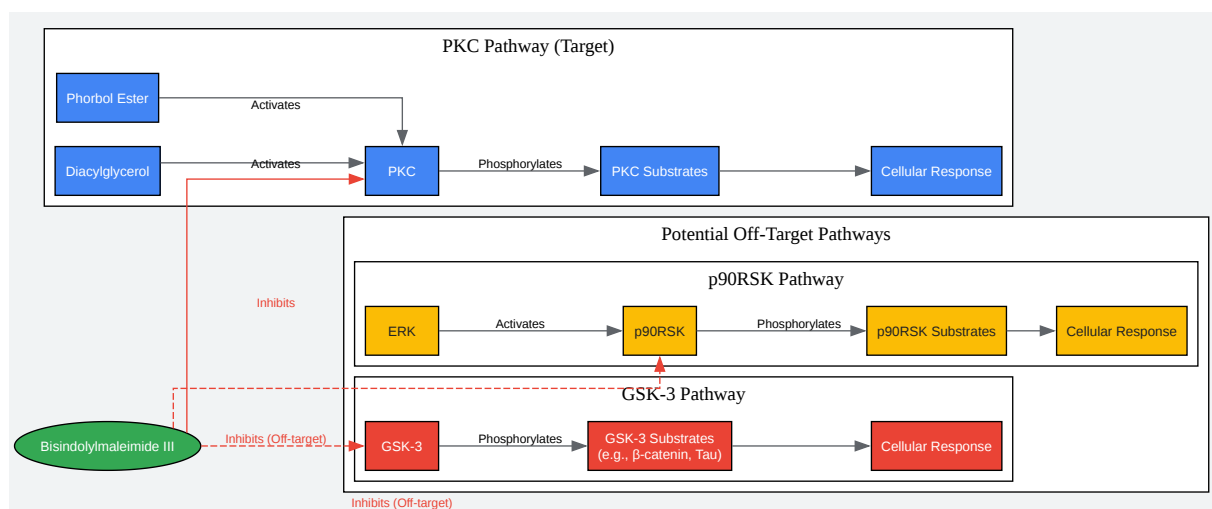 PKC Pathway (Target)
Phorbol Ester
Activates
Diacylglycerol
Activates
PKC
Phosphorylates
PKC Substrates
Cellular Response
Potential Off-Target Pathways
p90RSK Pathway
Inhibits
ERK
Activates
p90RSK
Phosphorylates
p90RSK Substrates
Cellular Response
GSK-3 Pathway
Bisindolylmaleimide III
Inhibits (Off-target)
GSK-3
Phosphorylates
GSK-3 Substrates
(e.g., β-catenin, Tau)
Cellular Response
Inhibits (Off-target)